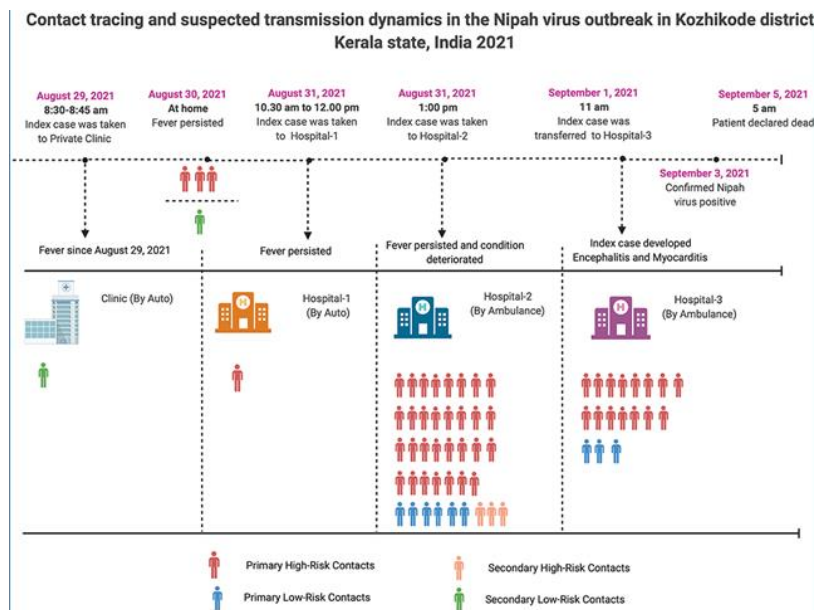 Contact tracing and suspected transmission dynamics in the Nipah virus outbreak in Kozhikode district
Kerala state, India 2021
August 29, 2021
8:30-8:45 am
Index case was taken
to Private Clinic
August 30, 2021
At home
Fever persisted
August 31, 2021
10.30 am to 12.00 pm
Index case was taken
to Hospital-1
August 31, 2021
1:00 pm
Index case was taken
to Hospital-2
September 1, 2021
11 am
Index case was
transferred to Hospital-3
September 5, 2021
5 am
Patient declared dead
September 3, 2021
Confirmed Nipah
virus positive
Fever since August 29, 2021
Fever persisted
Fever persisted and condition
deteriorated
Index case developed
Encephalitis and Myocarditis
Clinic (By Auto)
H
Hospital-1
(By Auto)
H
Hospital-2
(By Ambulance)
H
Hospital-3
(By Ambulance)
Primary High-Risk Contacts
Secondary High-Risk Contacts
Primary Low-Risk Contacts
Secondary Low-Risk Contacts